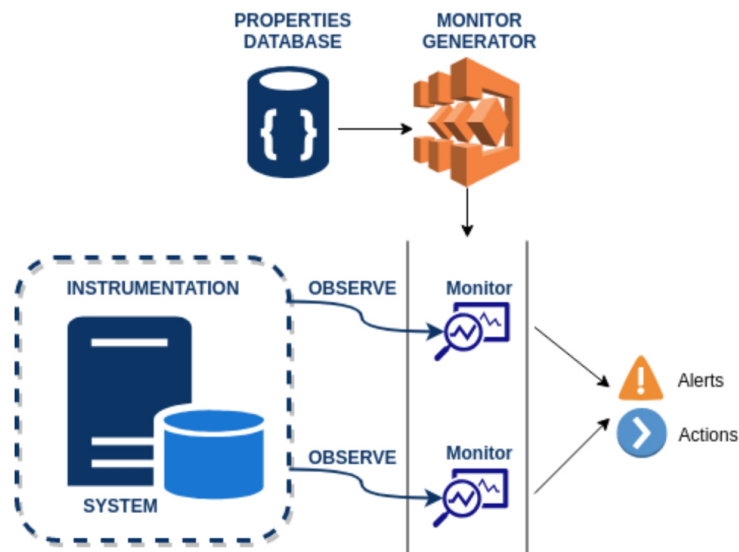 PROPERTIES
DATABASE
MONITOR
GENERATOR
{ }
INSTRUMENTATION
OBSERVE
Monitor
Alerts
Actions
OBSERVE
Monitor
SYSTEM